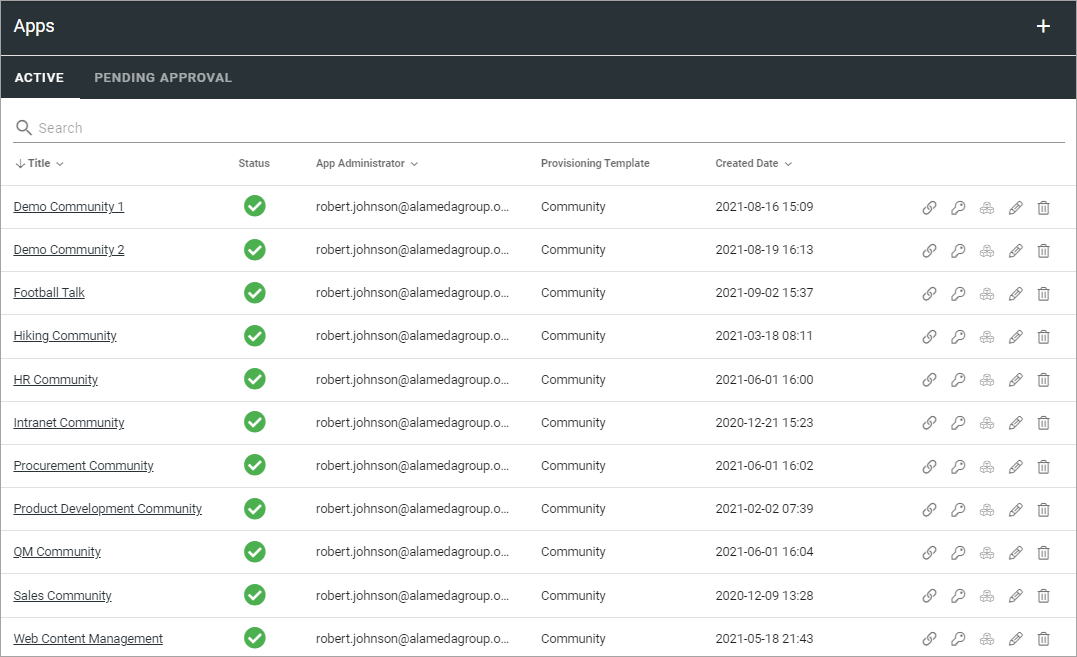 Apps
ACTIVE PENDING APPROVAL
Search
Title Status App Administrator Provisioning Template Created Date
Demo Community 1 robert.johnson@alamedagroup.o... Community 2021-08-16 15:09
Demo Community 2 robert.johnson@alamedagroup.o... Community 2021-08-19 16:13
Football Talk robert.johnson@alamedagroup.o... Community 2021-09-02 15:37
Hiking Community robert.johnson@alamedagroup.o... Community 2021-03-18 08:11
HR Community robert.johnson@alamedagroup.o... Community 2021-06-01 16:00
Intranet Community robert.johnson@alamedagroup.o... Community 2020-12-21 15:23
Procurement Community robert.johnson@alamedagroup.o... Community 2021-06-01 16:02
Product Development Community robert.johnson@alamedagroup.o... Community 2021-02-02 07:39
QM Community robert.johnson@alamedagroup.o... Community 2021-06-01 16:04
Sales Community robert.johnson@alamedagroup.o... Community 2020-12-09 13:28
Web Content Management robert.johnson@alamedagroup.o... Community 2021-05-18 21:43